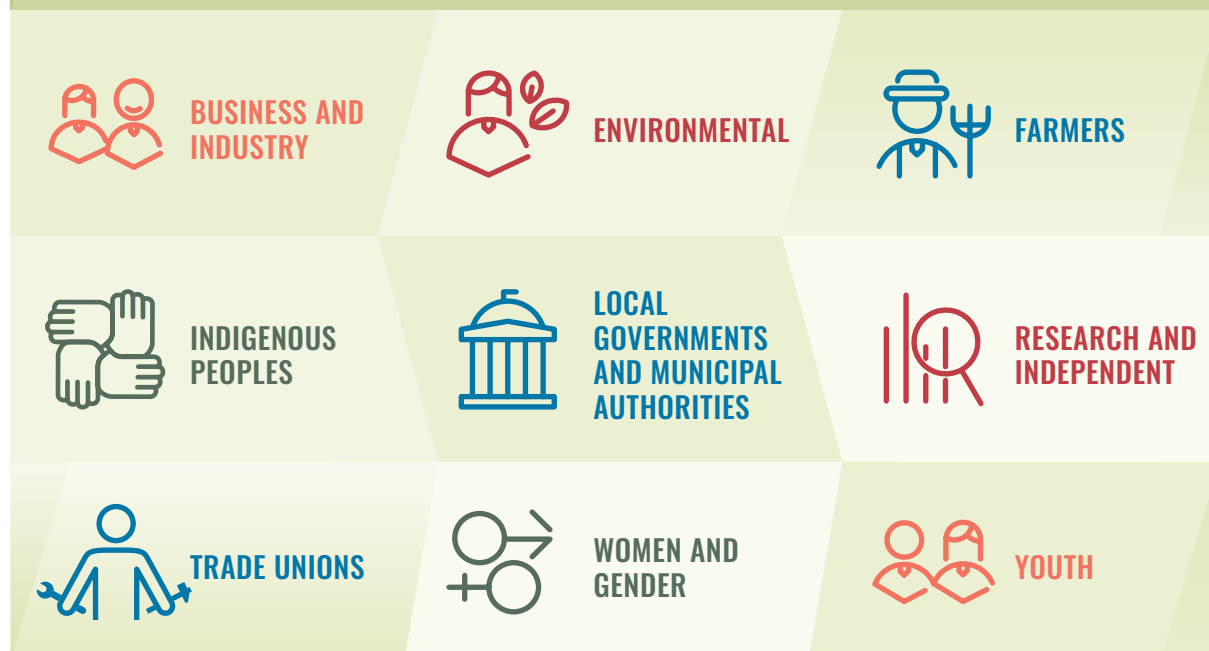 BUSINESS AND
INDUSTRY
ENVIRONMENTAL
FARMERS
INDIGENOUS
PEOPLES
LOCAL
GOVERNMENTS
AND MUNICIPAL
AUTHORITIES
RESEARCH AND
INDEPENDENT
TRADE UNIONS
WOMEN AND
GENDER
YOUTH